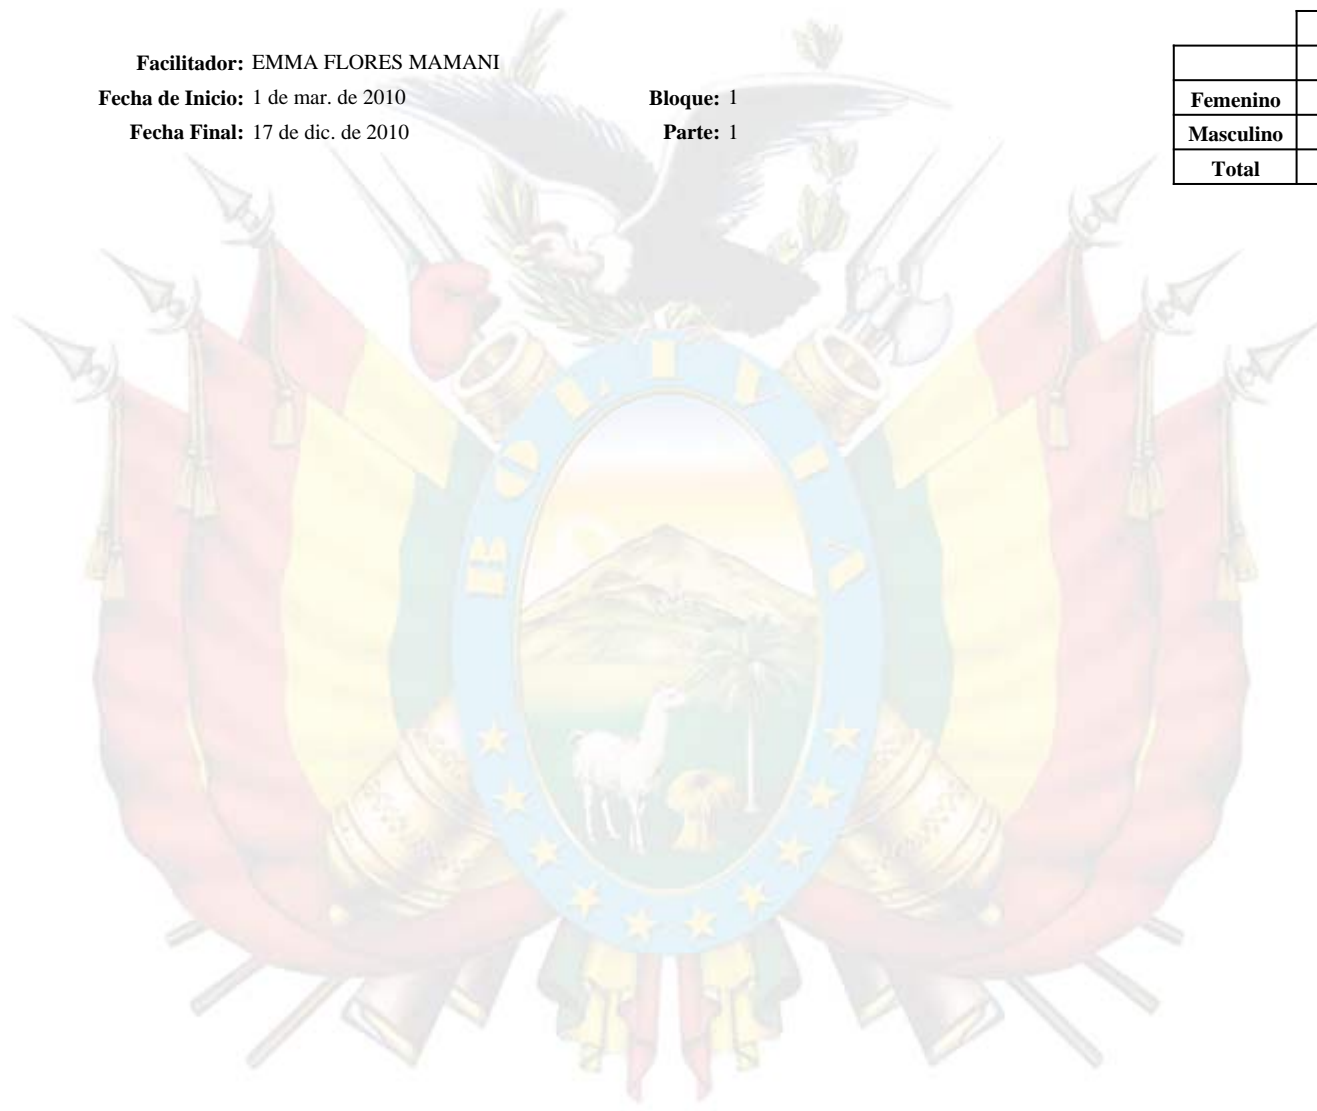 Facilitador: EMMA FLORES MAMANI
Fecha de Inicio: 1 de mar. de 2010 Bloque: 1
Fecha Final: 17 de dic. de 2010 Parte: 1
Femenino
Masculino
Total
BOLIVIA